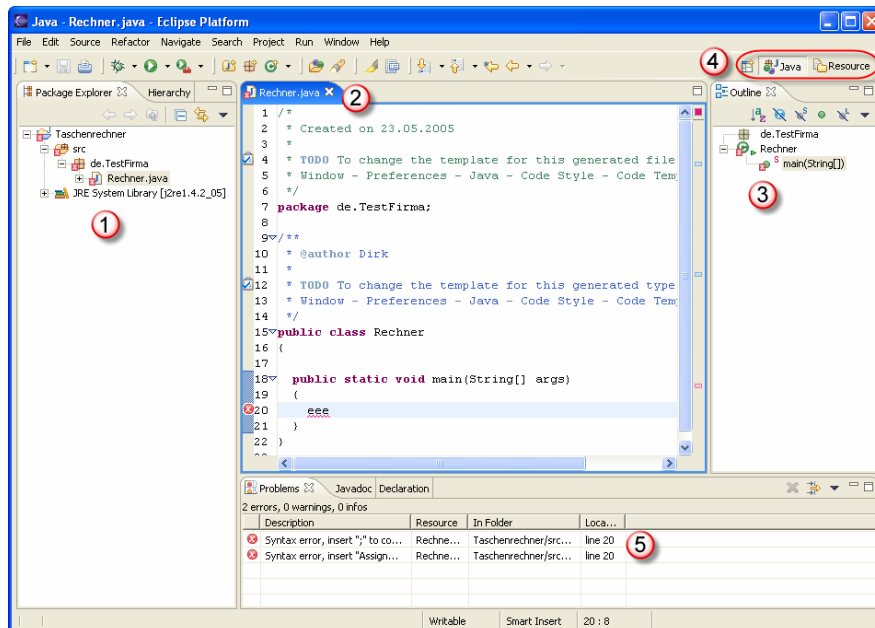 Java - Rechner.java - Eclipse Platform
File Edit Source Refactor Navigate Search Project Run Window Help
4
Java Resource
Package Explorer Hierarchy
Rechner.java
2
Outline
Taschenrechner
src
de.TestFirma
Rechner.java
JRE System Library [j2re1.4.2_05]
1
1 /*
2 * Created on 23.05.2005
3 *
4 * TODO To change the template for this generated file
5 * Window - Preferences - Java - Code Style - Code Tem
6 */
7 package de.TestFirma;
8
9 /**
10 * @author Dirk
11 *
12 * TODO To change the template for this generated type
13 * Window - Preferences - Java - Code Style - Code Tem
14 */
15 public class Rechner
16 {
17
18 public static void main(String[] args)
19 {
20 eee
21 }
22 }
de.TestFirma
Rechner
S main(String[])
3
Problems Javadoc Declaration
2 errors, 0 warnings, 0 infos
Description Resource In Folder Loca...
Syntax error, insert ";" to co... Rechne... Taschenrechner/src... line 20
Syntax error, insert "Assign... Rechne... Taschenrechner/src... line 20
5
Writable Smart Insert 20 : 8